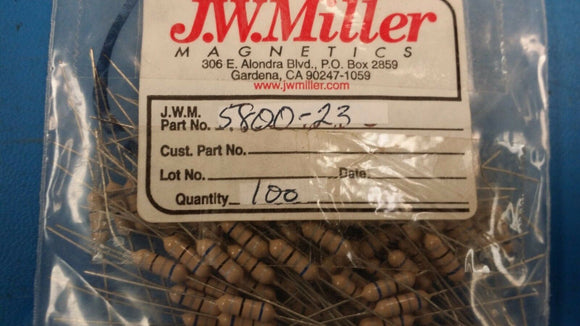 J.W.Miller
MAGNETICS
306 E. Alondra Blvd., P.O. Box 2859
Gardena, CA 90247-1059
www.jwmiller.com
J.W.M.
Part No. 5800-23
Cust. Part No.
Lot No. Date
Quantity 100